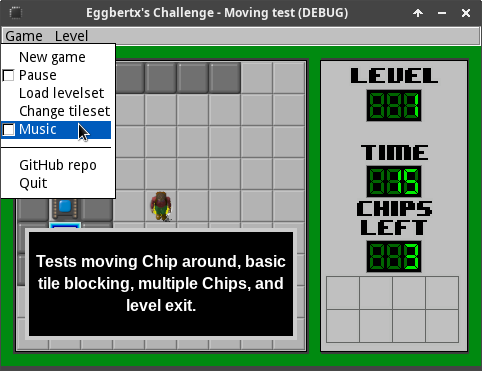 Eggbertx's Challenge - Moving test (DEBUG)
Game Level
New game
Pause
Load levelset
Change tileset
Music
GitHub repo
Quit
LEVEL
1
TIME
15
CHIPS
LEFT
3
Tests moving Chip around, basic
tile blocking, multiple Chips, and
level exit.